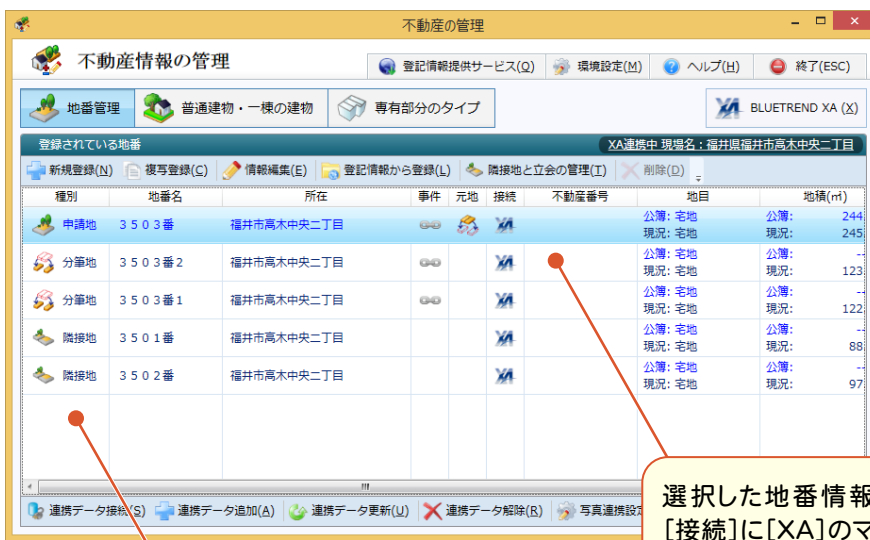 不動産の管理
不動産情報の管理
登記情報提供サービス(Q) 環境設定(M) ヘルプ(H) 終了(ESC)
地番管理 普通建物・一棟の建物 専有部分のタイプ BLUETREND XA (X)
登録されている地番 XA連携中 現場名：福井県福井市高木中央二丁目
新規登録(N) 複写登録(C) 情報編集(E) 登記情報から登録(L) 隣接地と立会の管理(T) 削除(D)
種別 地番名 所在 事件 元地 接続 不動産番号 地目 地積(㎡)
申請地 ３５０３番 福井市高木中央二丁目 公簿: 宅地 公簿: 244
現況: 宅地 現況: 245
分筆地 ３５０３番２ 福井市高木中央二丁目 公簿: 宅地 公簿: --
現況: 宅地 現況: 123
分筆地 ３５０３番１ 福井市高木中央二丁目 公簿: 宅地 公簿: --
現況: 宅地 現況: 122
隣接地 ３５０１番 福井市高木中央二丁目 公簿: 宅地 公簿: --
現況: 宅地 現況: 88
隣接地 ３５０２番 福井市高木中央二丁目 公簿: 宅地 公簿: --
現況: 宅地 現況: 97
連携データ接続(S) 連携データ追加(A) 連携データ更新(U) 連携データ解除(R) 写真連携設定
選択した地番情報
[接続]に[XA]のマ